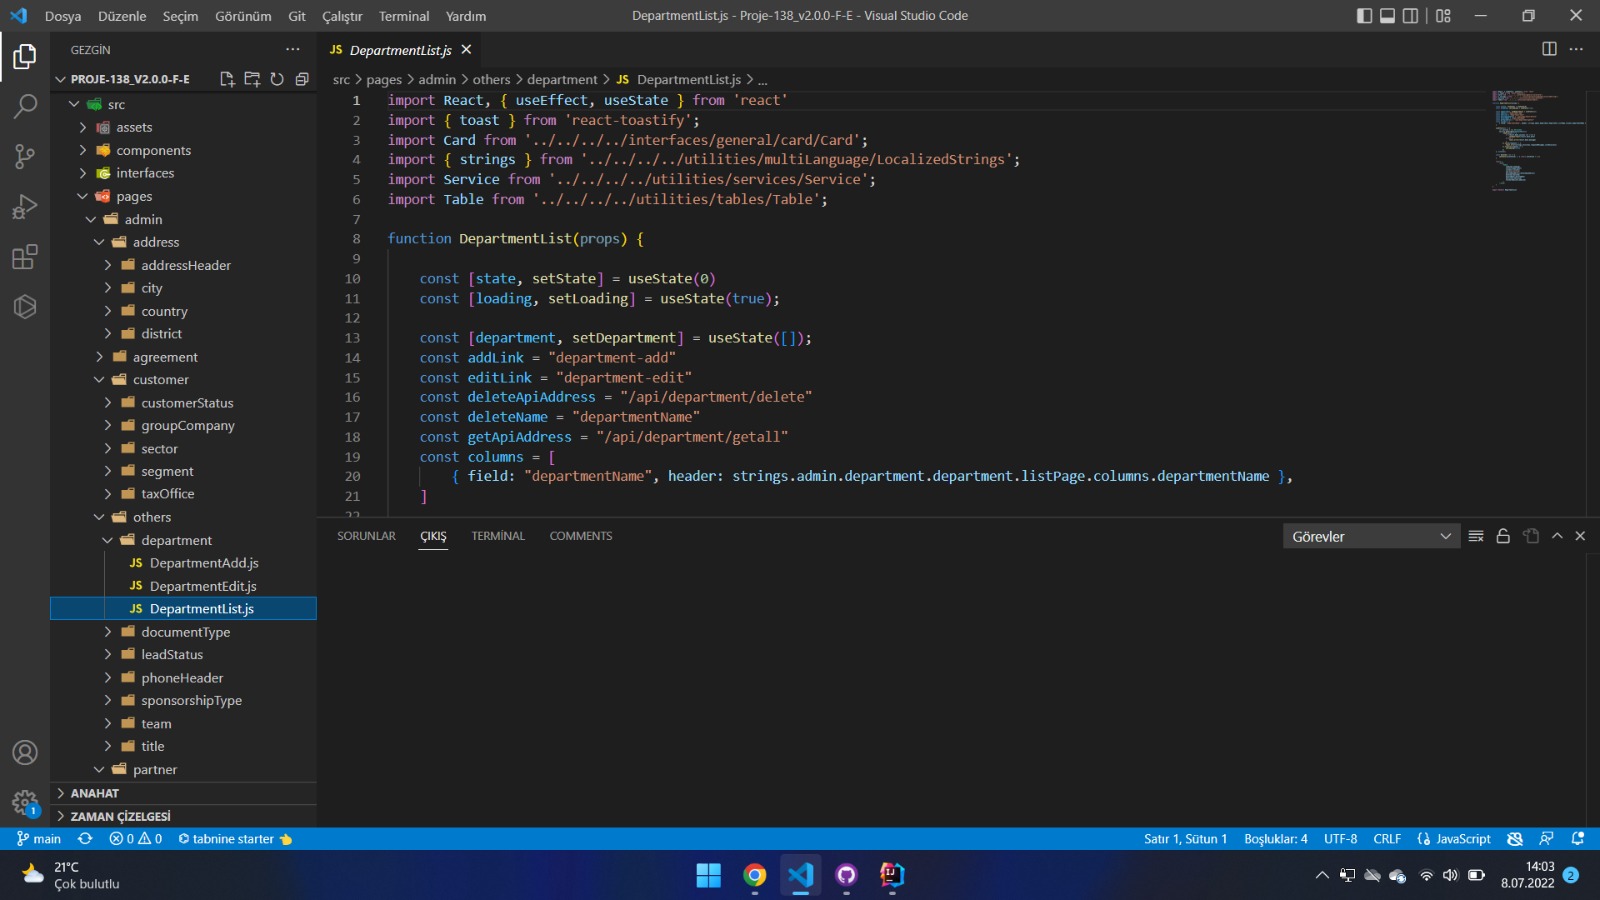 Dosya Düzenle Seçim Görünüm Git Çalıştır Terminal Yardım
DepartmentList.js - Proje-138_v2.0.0-F-E - Visual Studio Code
GEZGİN
PROJE-138_V2.0.0-F-E
src
assets
components
interfaces
pages
admin
address
addressHeader
city
country
district
agreement
customer
customerStatus
groupCompany
sector
segment
taxOffice
others
department
JS DepartmentAdd.js
JS DepartmentEdit.js
JS DepartmentList.js
documentType
leadStatus
phoneHeader
sponsorshipType
team
title
partner
ANAHAT
ZAMAN ÇİZELGESİ
JS DepartmentList.js
src > pages > admin > others > department > JS DepartmentList.js > ...
1 import React, { useEffect, useState } from 'react'
2 import { toast } from 'react-toastify';
3 import Card from '../../../../interfaces/general/card/Card';
4 import { strings } from '../../../../utilities/multiLanguage/LocalizedStrings';
5 import Service from '../../../../utilities/services/Service';
6 import Table from '../../../../utilities/tables/Table';
7
8 function DepartmentList(props) {
9
10 const [state, setState] = useState(0)
11 const [loading, setLoading] = useState(true);
12
13 const [department, setDepartment] = useState([]);
14 const addLink = "department-add"
15 const editLink = "department-edit"
16 const deleteApiAddress = "/api/department/delete"
17 const deleteName = "departmentName"
18 const getApiAddress = "/api/department/getall"
19 const columns = [
20 { field: "departmentName", header: strings.admin.department.department.listPage.columns.departmentName },
21 ]
22
SORUNLAR ÇIKIŞ TERMİNAL COMMENTS
Görevler
main 0 0 tabnine starter
Satır 1, Sütun 1 Boşluklar: 4 UTF-8 CRLF JavaScript
21°C
Çok bulutlu
14:03
8.07.2022
2
1